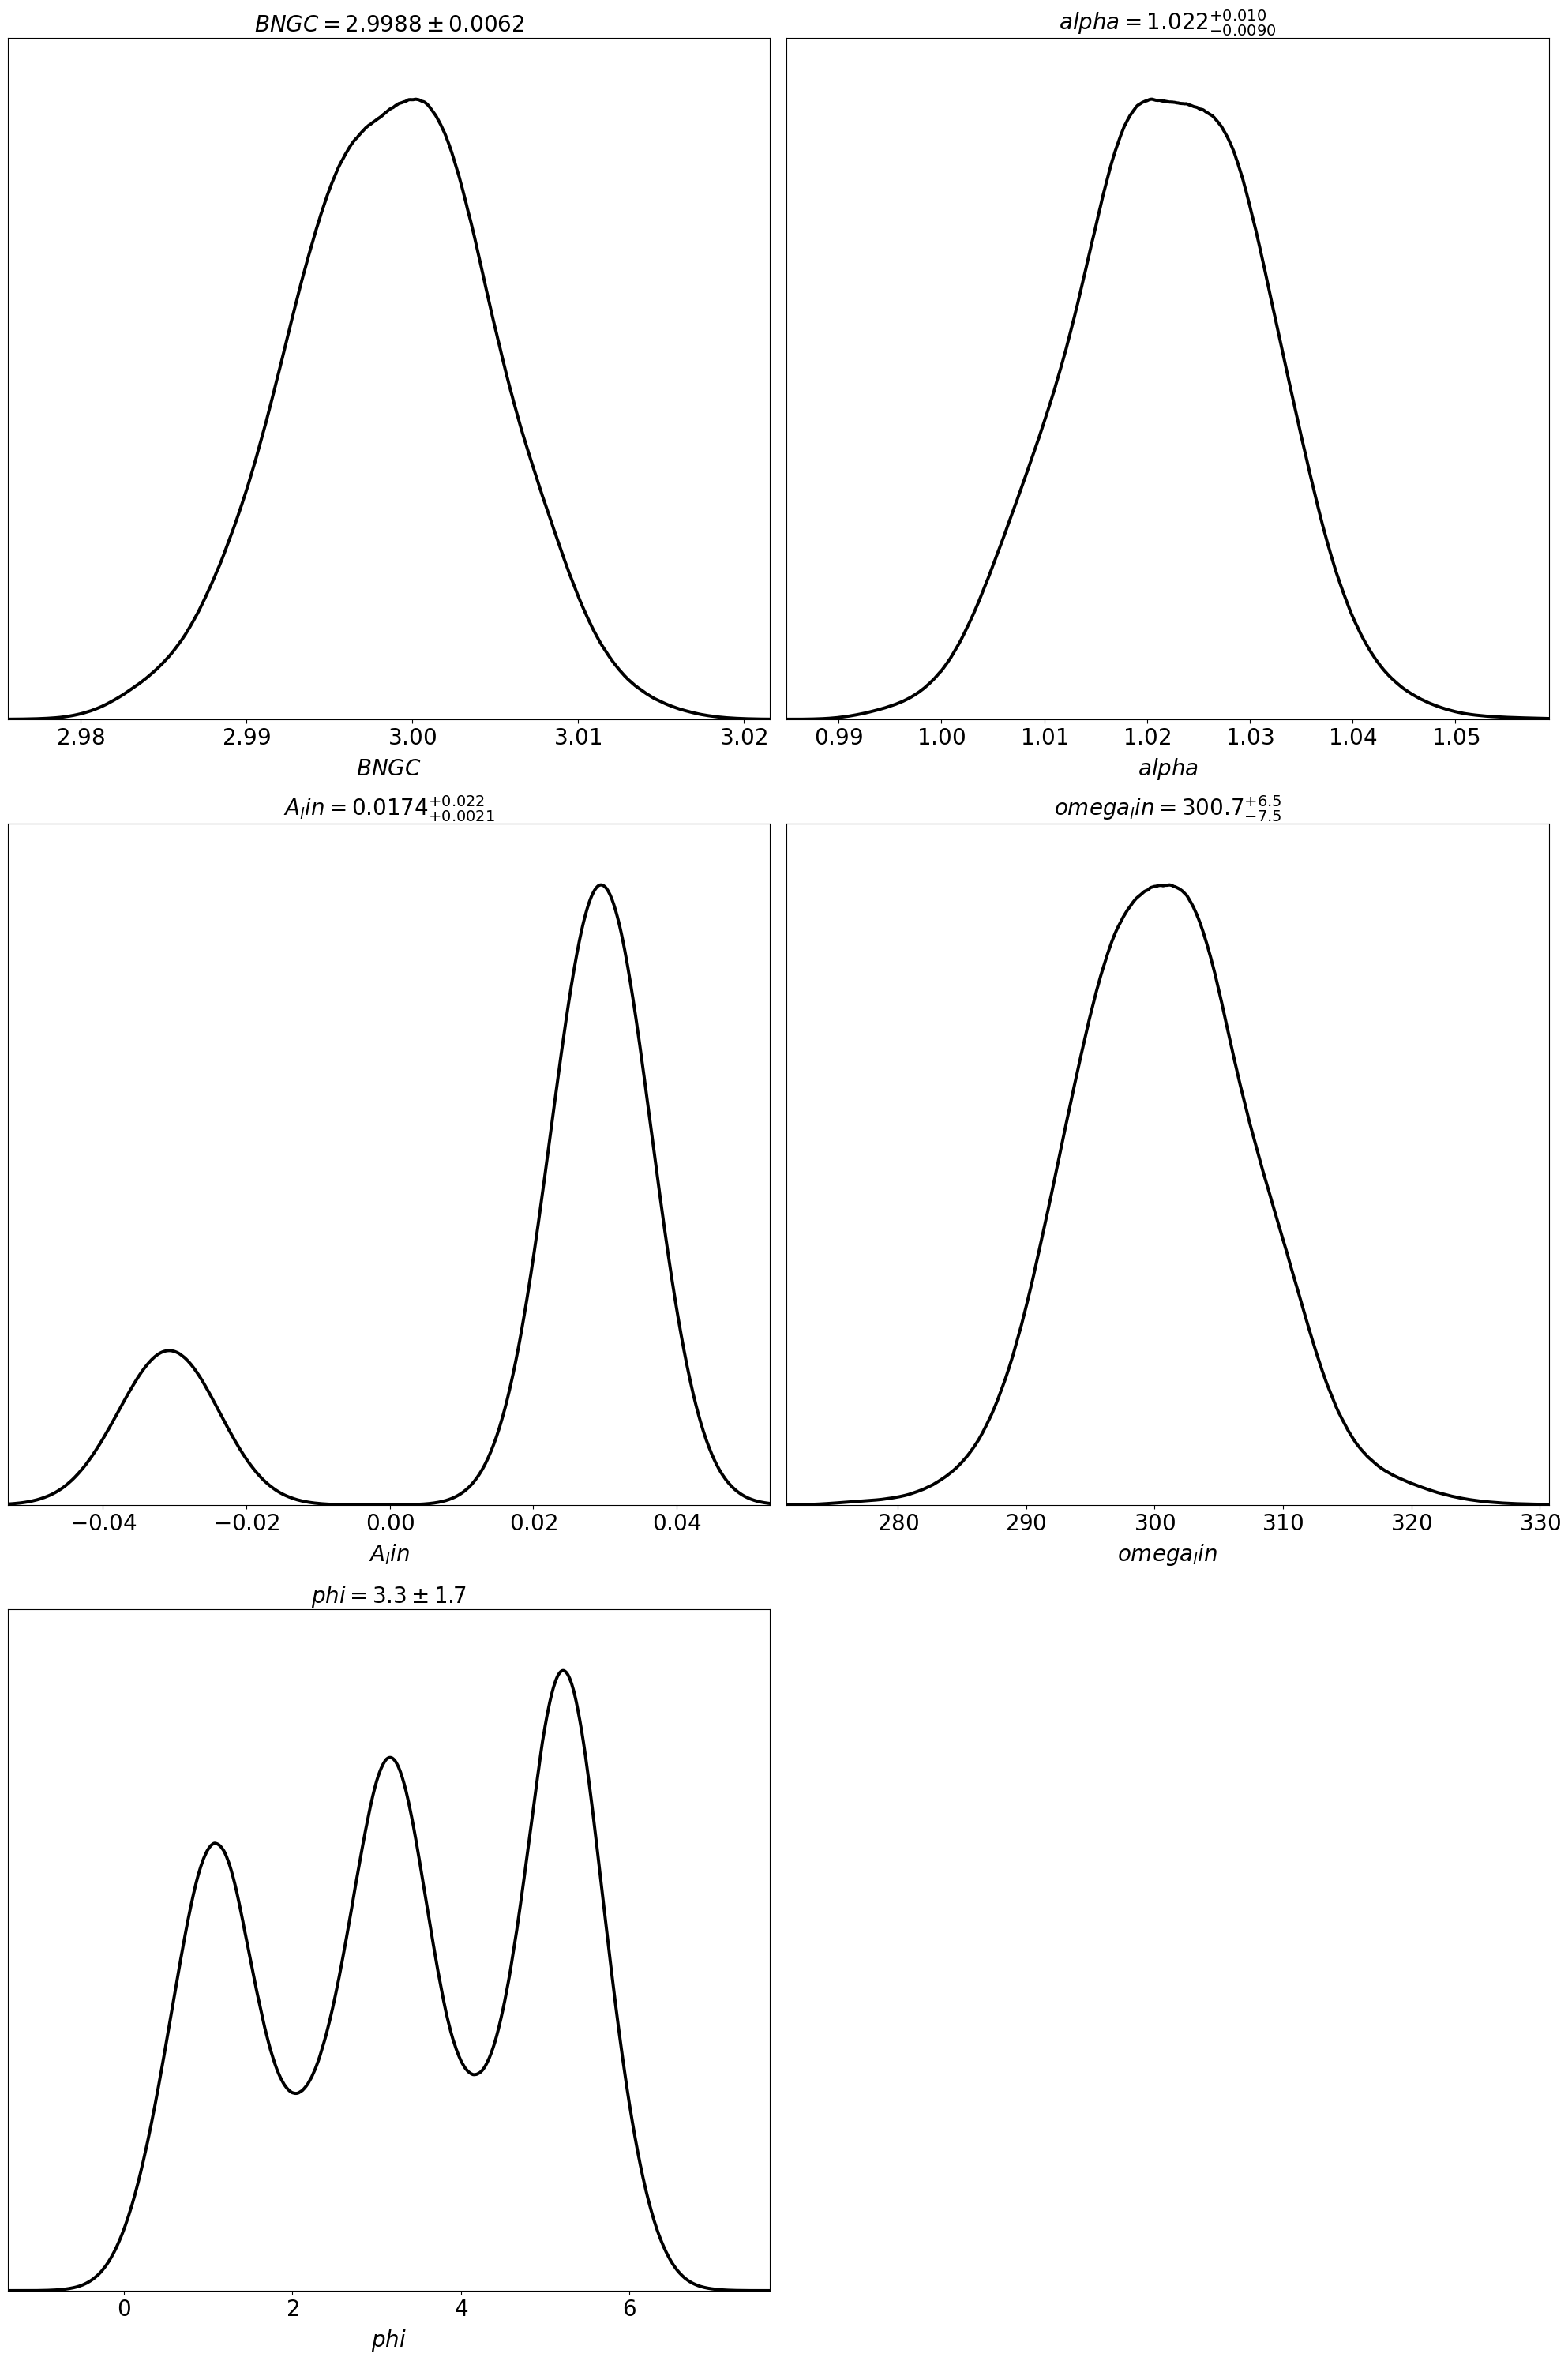 BNGC = 2.9988 ± 0.0062
alpha = 1.022^{+0.010}_{-0.0090}
2.98 2.99 3.00 3.01 3.02
0.99 1.00 1.01 1.02 1.03 1.04 1.05
BNGC
alpha
A_lin = 0.0174^{+0.022}_{+0.0021}
omega_lin = 300.7^{+6.5}_{-7.5}
−0.04 −0.02 0.00 0.02 0.04
280 290 300 310 320 330
A_lin
omega_lin
phi = 3.3 ± 1.7
0 2 4 6
phi